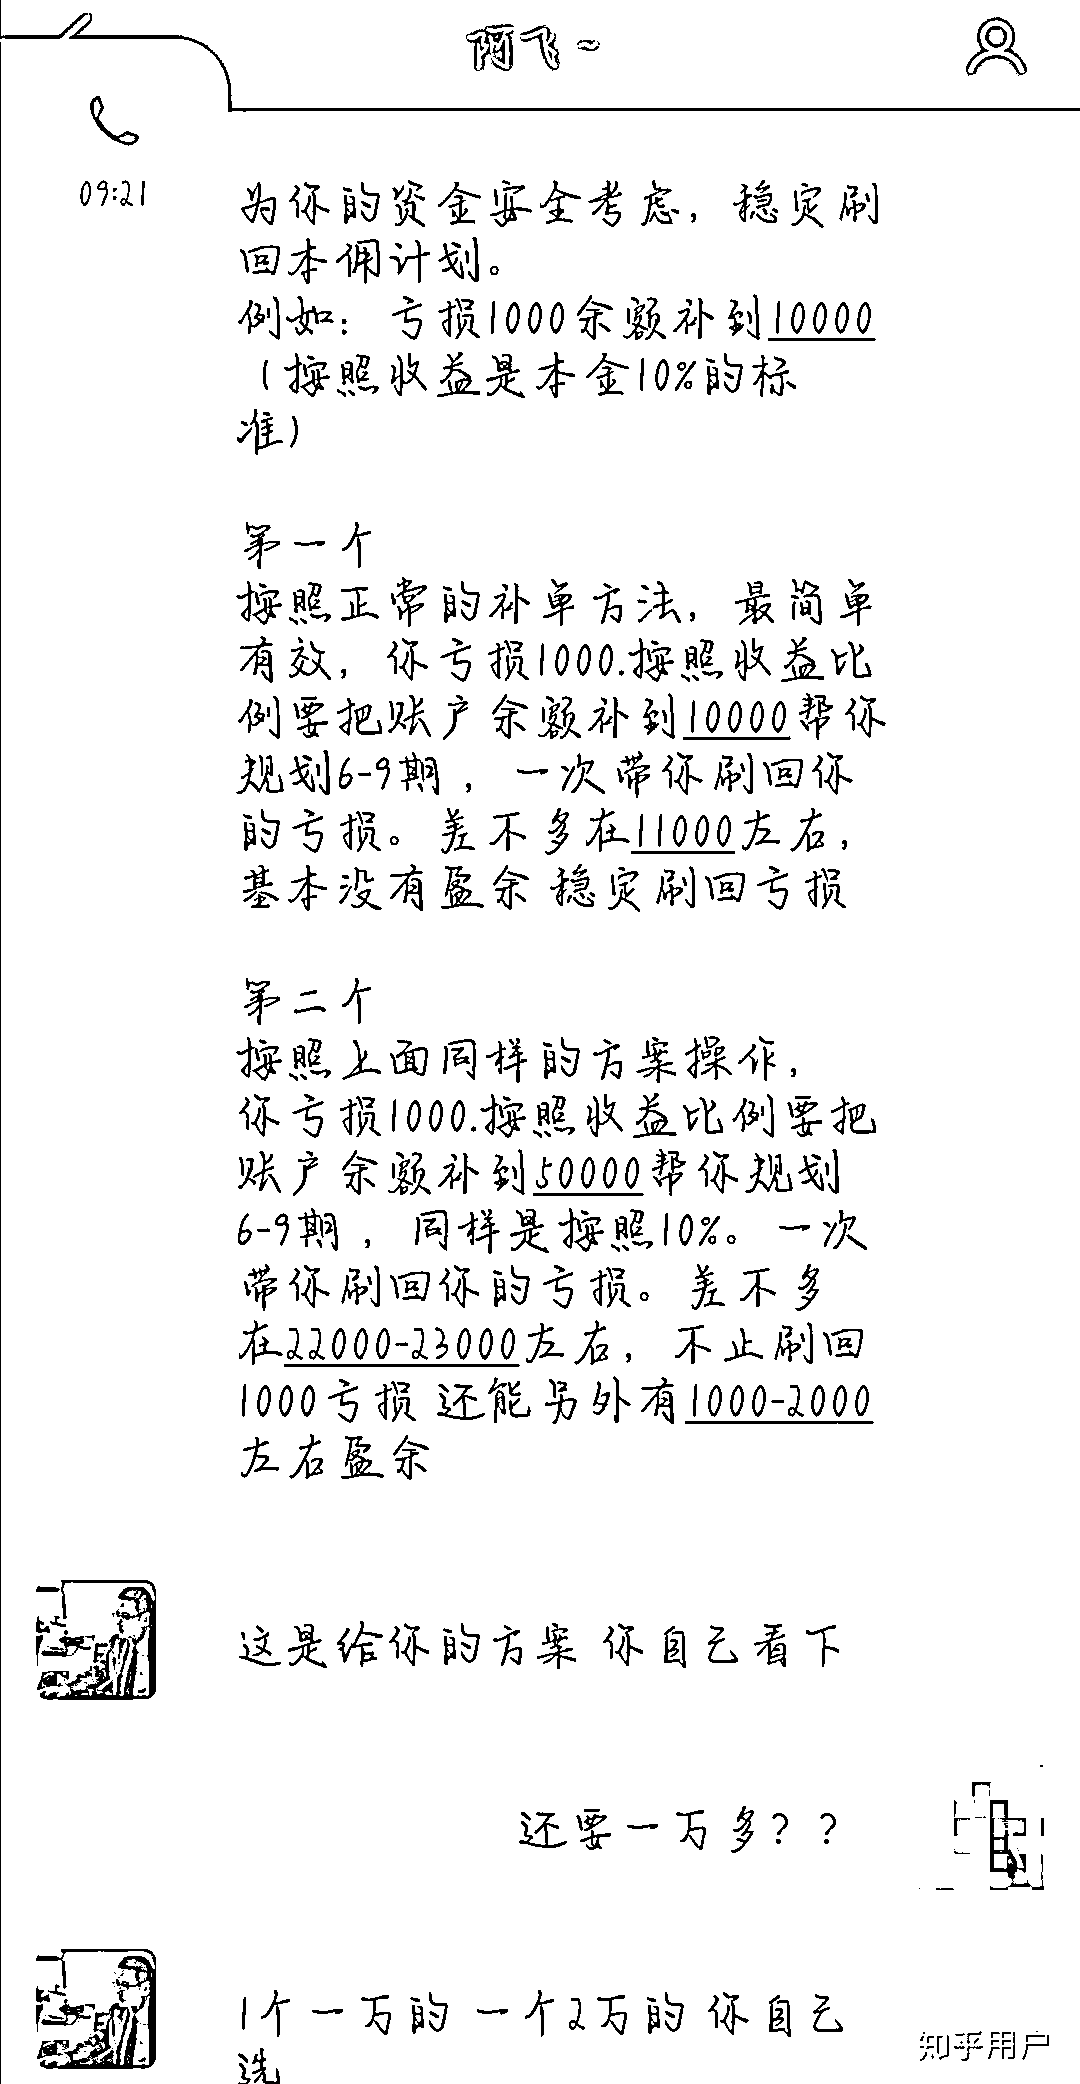 阿飞~
09:21
为你的资金安全考虑，稳定刷
回本佣计划。
例如：亏损1000余额补到10000
（按照收益是本金10%的标
准）
第一个
按照正常的补单方法，最简单
有效，你亏损1000.按照收益比
例要把账户余额补到10000帮你
规划6-9期，一次带你刷回你
的亏损。差不多在11000左右，
基本没有盈余 稳定刷回亏损
第二个
按照上面同样的方案操作，
你亏损1000.按照收益比例要把
账户余额补到50000帮你规划
6-9期，同样是按照10%。一次
带你刷回你的亏损。差不多
在22000-23000左右，不止刷回
1000亏损 还能另外有1000-2000
左右盈余
这是给你的方案 你自己看下
还要一万多？？
1个一万的 一个2万的 你自己
选
知乎用户